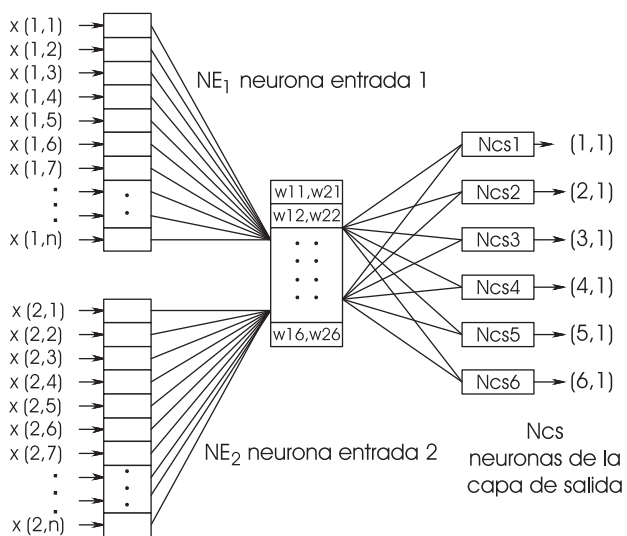 x (1,1)
x (1,2)
x (1,3)
x (1,4)
x (1,5)
x (1,6)
x (1,7)
x (1,n)
NE1 neurona entrada 1
x (2,1)
x (2,2)
x (2,3)
x (2,4)
x (2,5)
x (2,6)
x (2,7)
x (2,n)
NE2 neurona entrada 2
w11,w21
w12,w22
w16,w26
Ncs1 (1,1)
Ncs2 (2,1)
Ncs3 (3,1)
Ncs4 (4,1)
Ncs5 (5,1)
Ncs6 (6,1)
Ncs
neuronas de la
capa de salida